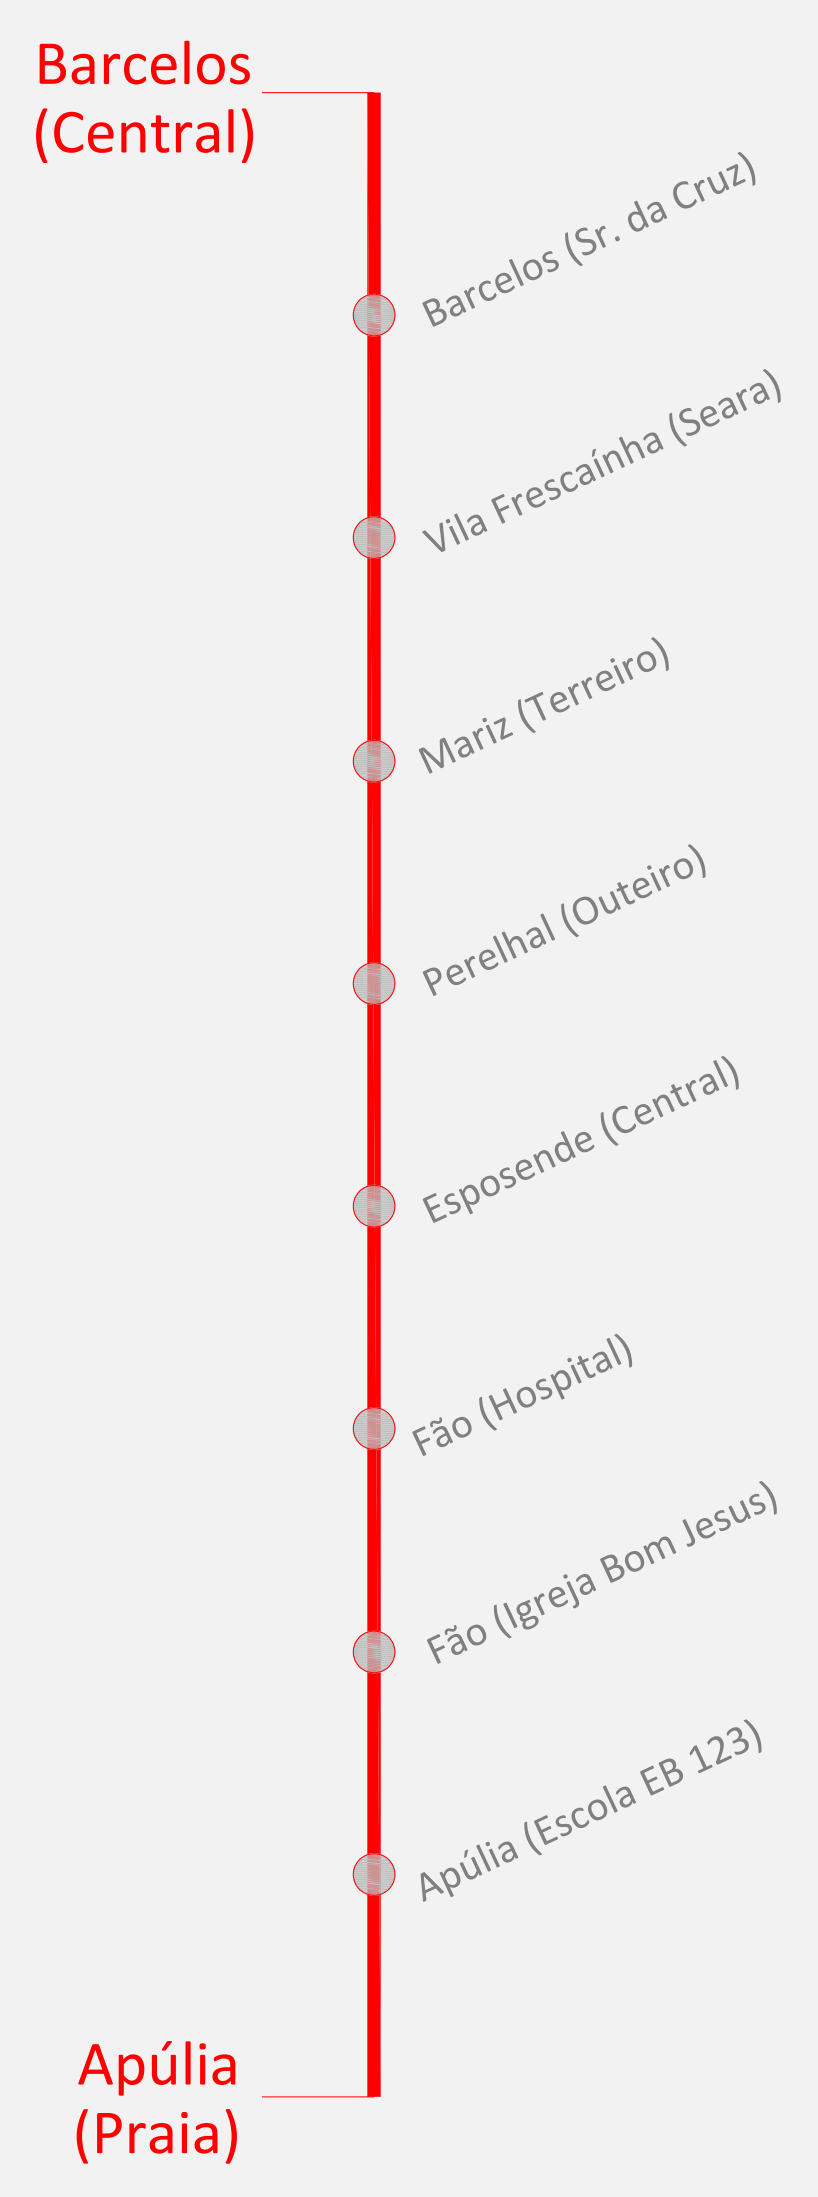 Barcelos
(Central)
Barcelos (Sr. da Cruz)
Vila Frescaínha (Seara)
Mariz (Terreiro)
Perelhal (Outeiro)
Esposende (Central)
Fão (Hospital)
Fão (Igreja Bom Jesus)
Apúlia (Escola EB 123)
Apúlia
(Praia)